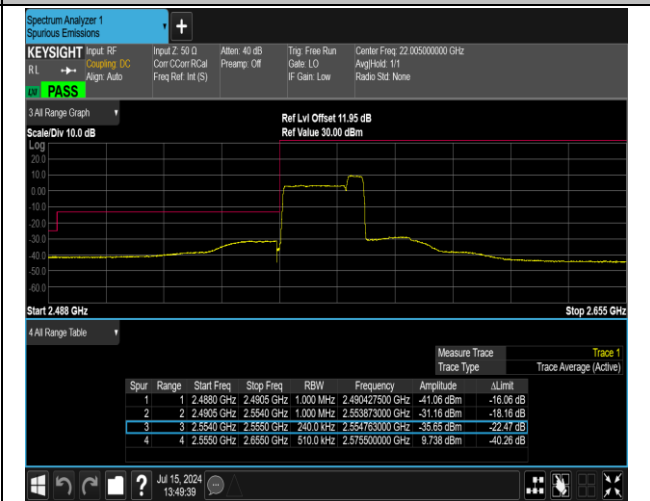 Spectrum Analyzer 1
Spurious Emissions
KEYSIGHT Input: RF Input Z: 50 Ω Atten: 40 dB Trig: Free Run Center Freq: 22.005000000 GHz
RL Coupling: DC Corr CCorr RCal Preamp: Off Gate: LO Avg|Hold: 1/1
Align: Auto Freq Ref: Int (S) IF Gain: Low Radio Std: None
LXI PASS
3 All Range Graph
Ref Lvl Offset 11.95 dB
Scale/Div 10.0 dB Ref Value 30.00 dBm
Log
20.0
10.0
0.00
-10.0
-20.0
-30.0
-40.0
-50.0
-60.0
Start 2.488 GHz Stop 2.655 GHz
4 All Range Table
Measure Trace Trace 1
Trace Type Trace Average (Active)
Spur Range Start Freq Stop Freq RBW Frequency Amplitude ΔLimit
1 1 2.4880 GHz 2.4905 GHz 1.000 MHz 2.490427500 GHz -41.06 dBm -16.06 dB
2 2 2.4905 GHz 2.5540 GHz 1.000 MHz 2.553873000 GHz -31.16 dBm -18.16 dB
3 3 2.5540 GHz 2.5550 GHz 240.0 kHz 2.554763000 GHz -35.65 dBm -22.47 dB
4 4 2.5550 GHz 2.6550 GHz 510.0 kHz 2.575500000 GHz 9.738 dBm -40.26 dB
Jul 15, 2024
13:49:39